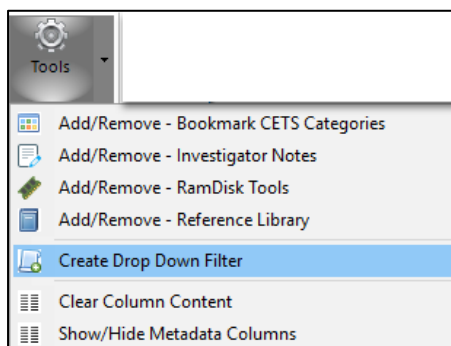 Tools
Add/Remove - Bookmark CETS Categories
Add/Remove - Investigator Notes
Add/Remove - RamDisk Tools
Add/Remove - Reference Library
Create Drop Down Filter
Clear Column Content
Show/Hide Metadata Columns